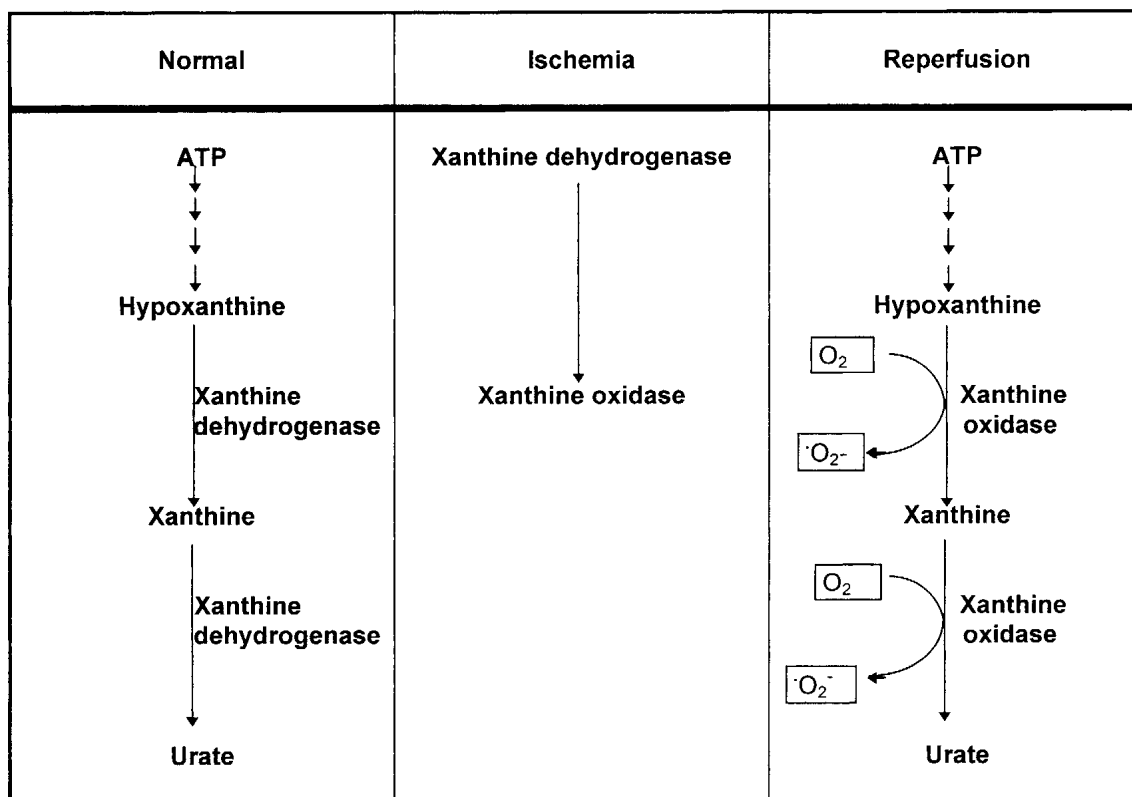 Normal
Ischemia
Reperfusion
ATP
Hypoxanthine
Xanthine
dehydrogenase
Xanthine
Xanthine
dehydrogenase
Urate
Xanthine dehydrogenase
Xanthine oxidase
ATP
Hypoxanthine
O₂
Xanthine
oxidase
·O₂-
Xanthine
O₂
Xanthine
oxidase
·O₂⁻
Urate